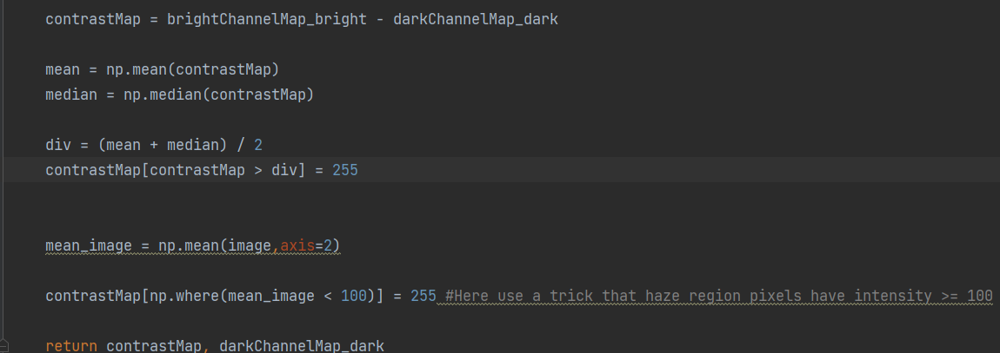 contrastMap = brightChannelMap_bright - darkChannelMap_dark
mean = np.mean(contrastMap)
median = np.median(contrastMap)
div = (mean + median) / 2
contrastMap[contrastMap > div] = 255
mean_image = np.mean(image,axis=2)
contrastMap[np.where(mean_image < 100)] = 255 #Here use a trick that haze region pixels have intensity >= 100
return contrastMap, darkChannelMap_dark